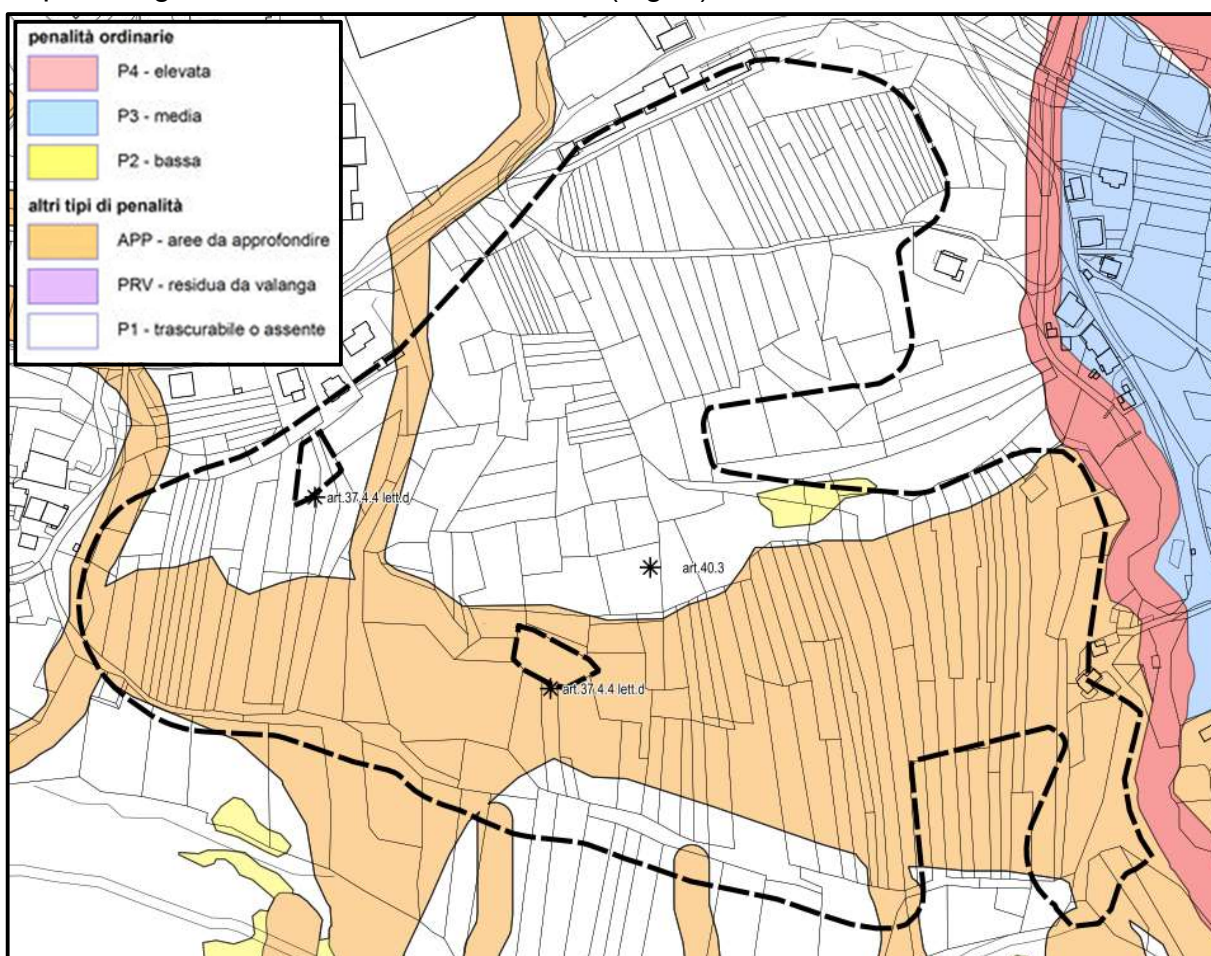 penalità ordinarie
P4 - elevata
P3 - media
P2 - bassa
altri tipi di penalità
APP - aree da approfondire
PRV - residua da valanga
P1 - trascurabile o assente
art.37.4.4 lett.d
art.40.3
art.37.4.4 lett.d